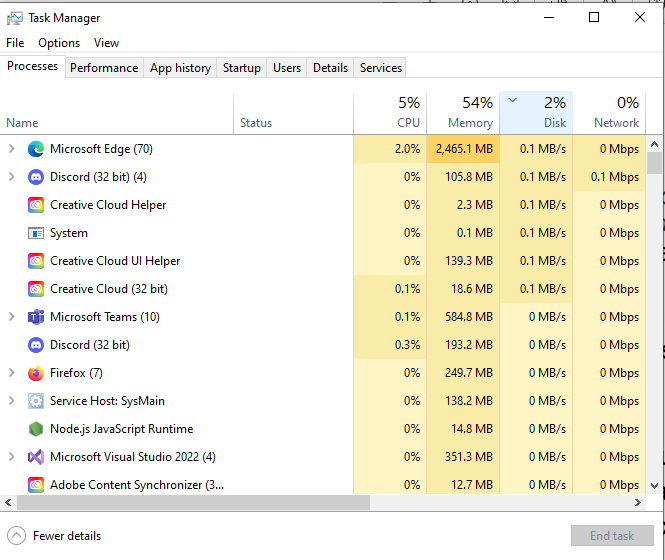 Task Manager
File Options View
Processes Performance App history Startup Users Details Services
5% 54% 2% 0%
Name Status CPU Memory Disk Network
Microsoft Edge (70) 2.0% 2,465.1 MB 0.1 MB/s 0 Mbps
Discord (32 bit) (4) 0% 105.8 MB 0.1 MB/s 0.1 Mbps
Creative Cloud Helper 0% 2.3 MB 0.1 MB/s 0 Mbps
System 0% 0.1 MB 0.1 MB/s 0 Mbps
Creative Cloud UI Helper 0% 139.3 MB 0.1 MB/s 0 Mbps
Creative Cloud (32 bit) 0.1% 18.6 MB 0.1 MB/s 0 Mbps
Microsoft Teams (10) 0.1% 584.8 MB 0 MB/s 0 Mbps
Discord (32 bit) 0.3% 193.2 MB 0 MB/s 0 Mbps
Firefox (7) 0% 249.7 MB 0 MB/s 0 Mbps
Service Host: SysMain 0% 138.2 MB 0 MB/s 0 Mbps
Node.js JavaScript Runtime 0% 14.8 MB 0 MB/s 0 Mbps
Microsoft Visual Studio 2022 (4) 0% 351.3 MB 0 MB/s 0 Mbps
Adobe Content Synchronizer (3... 0% 12.7 MB 0 MB/s 0 Mbps
Fewer details End task